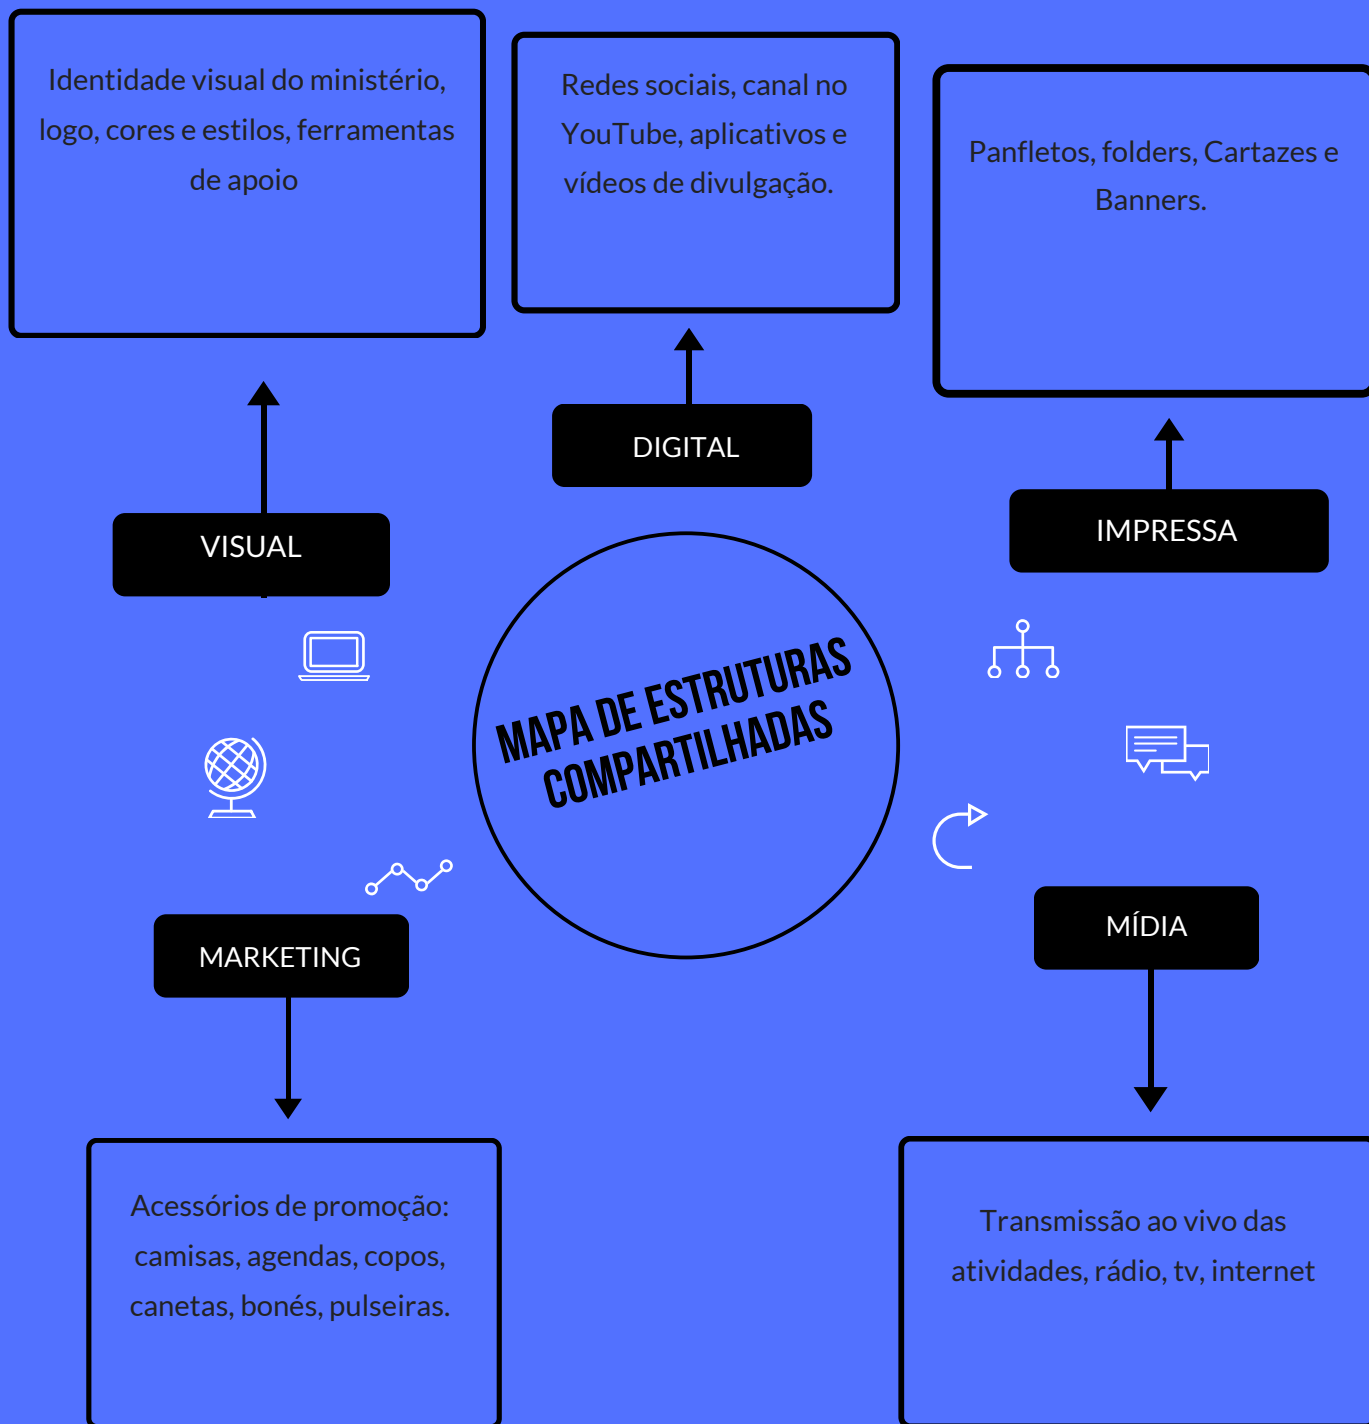 Identidade visual do ministério,
logo, cores e estilos, ferramentas
de apoio
Redes sociais, canal no
YouTube, aplicativos e
vídeos de divulgação.
Panfletos, folders, Cartazes e
Banners.
DIGITAL
VISUAL
IMPRESSA
MAPA DE ESTRUTURAS
COMPARTILHADAS
MARKETING
MÍDIA
Acessórios de promoção:
camisas, agendas, copos,
canetas, bonés, pulseiras.
Transmissão ao vivo das
atividades, rádio, tv, internet